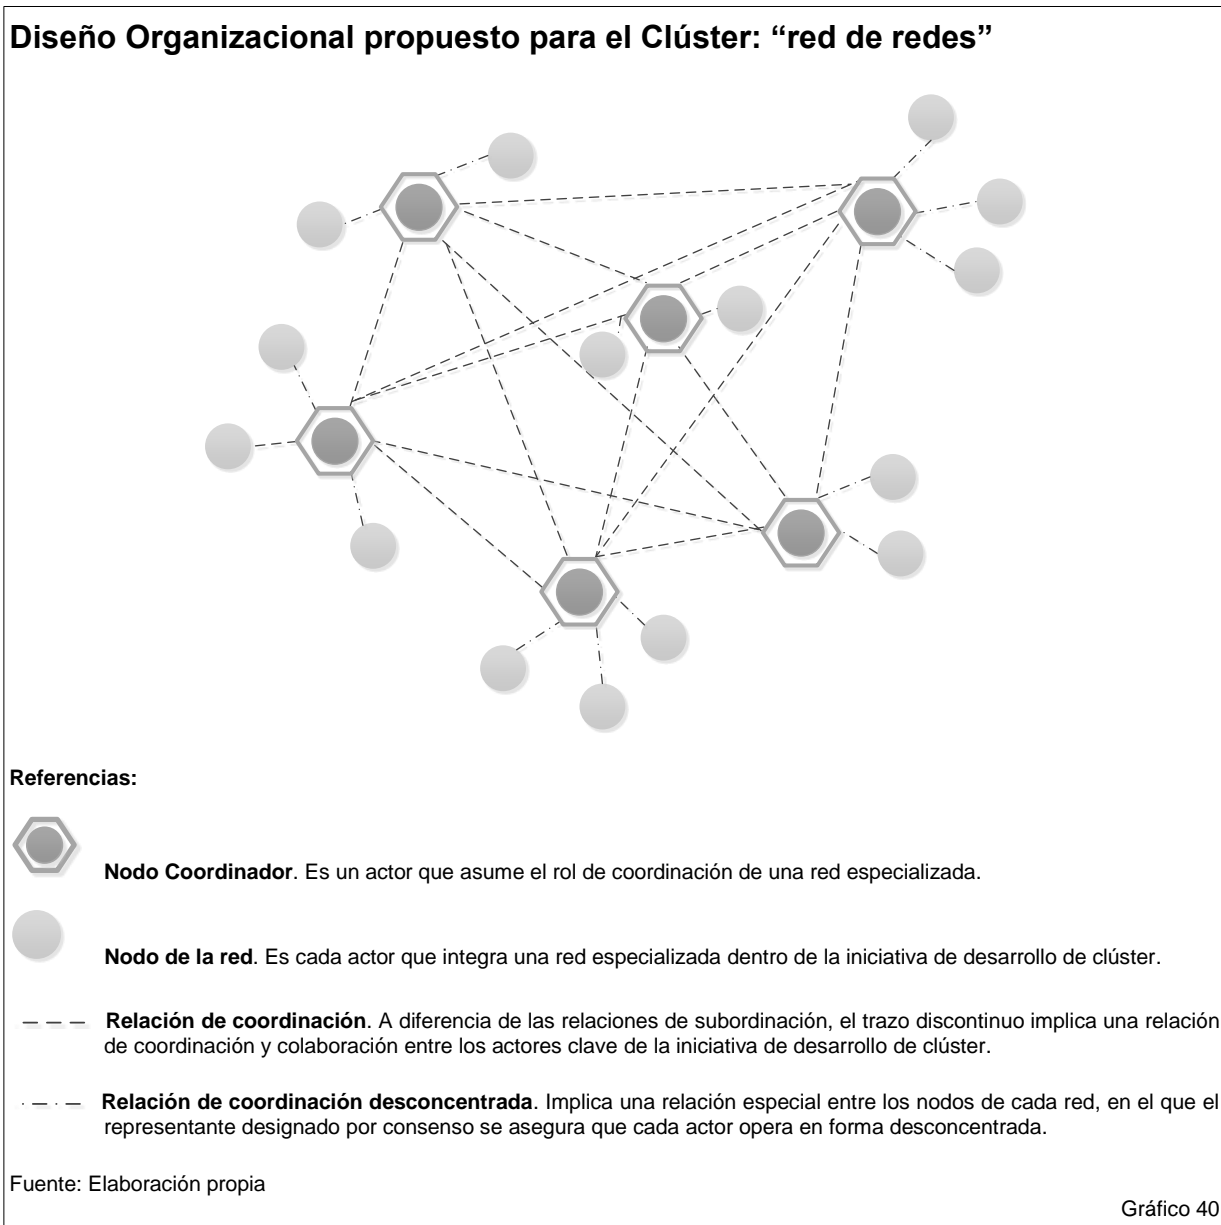 Diseño Organizacional propuesto para el Clúster: “red de redes”
Referencias:
Nodo Coordinador. Es un actor que asume el rol de coordinación de una red especializada.
Nodo de la red. Es cada actor que integra una red especializada dentro de la iniciativa de desarrollo de clúster.
Relación de coordinación. A diferencia de las relaciones de subordinación, el trazo discontinuo implica una relación
de coordinación y colaboración entre los actores clave de la iniciativa de desarrollo de clúster.
Relación de coordinación desconcentrada. Implica una relación especial entre los nodos de cada red, en el que el
representante designado por consenso se asegura que cada actor opera en forma desconcentrada.
Fuente: Elaboración propia
Gráfico 40